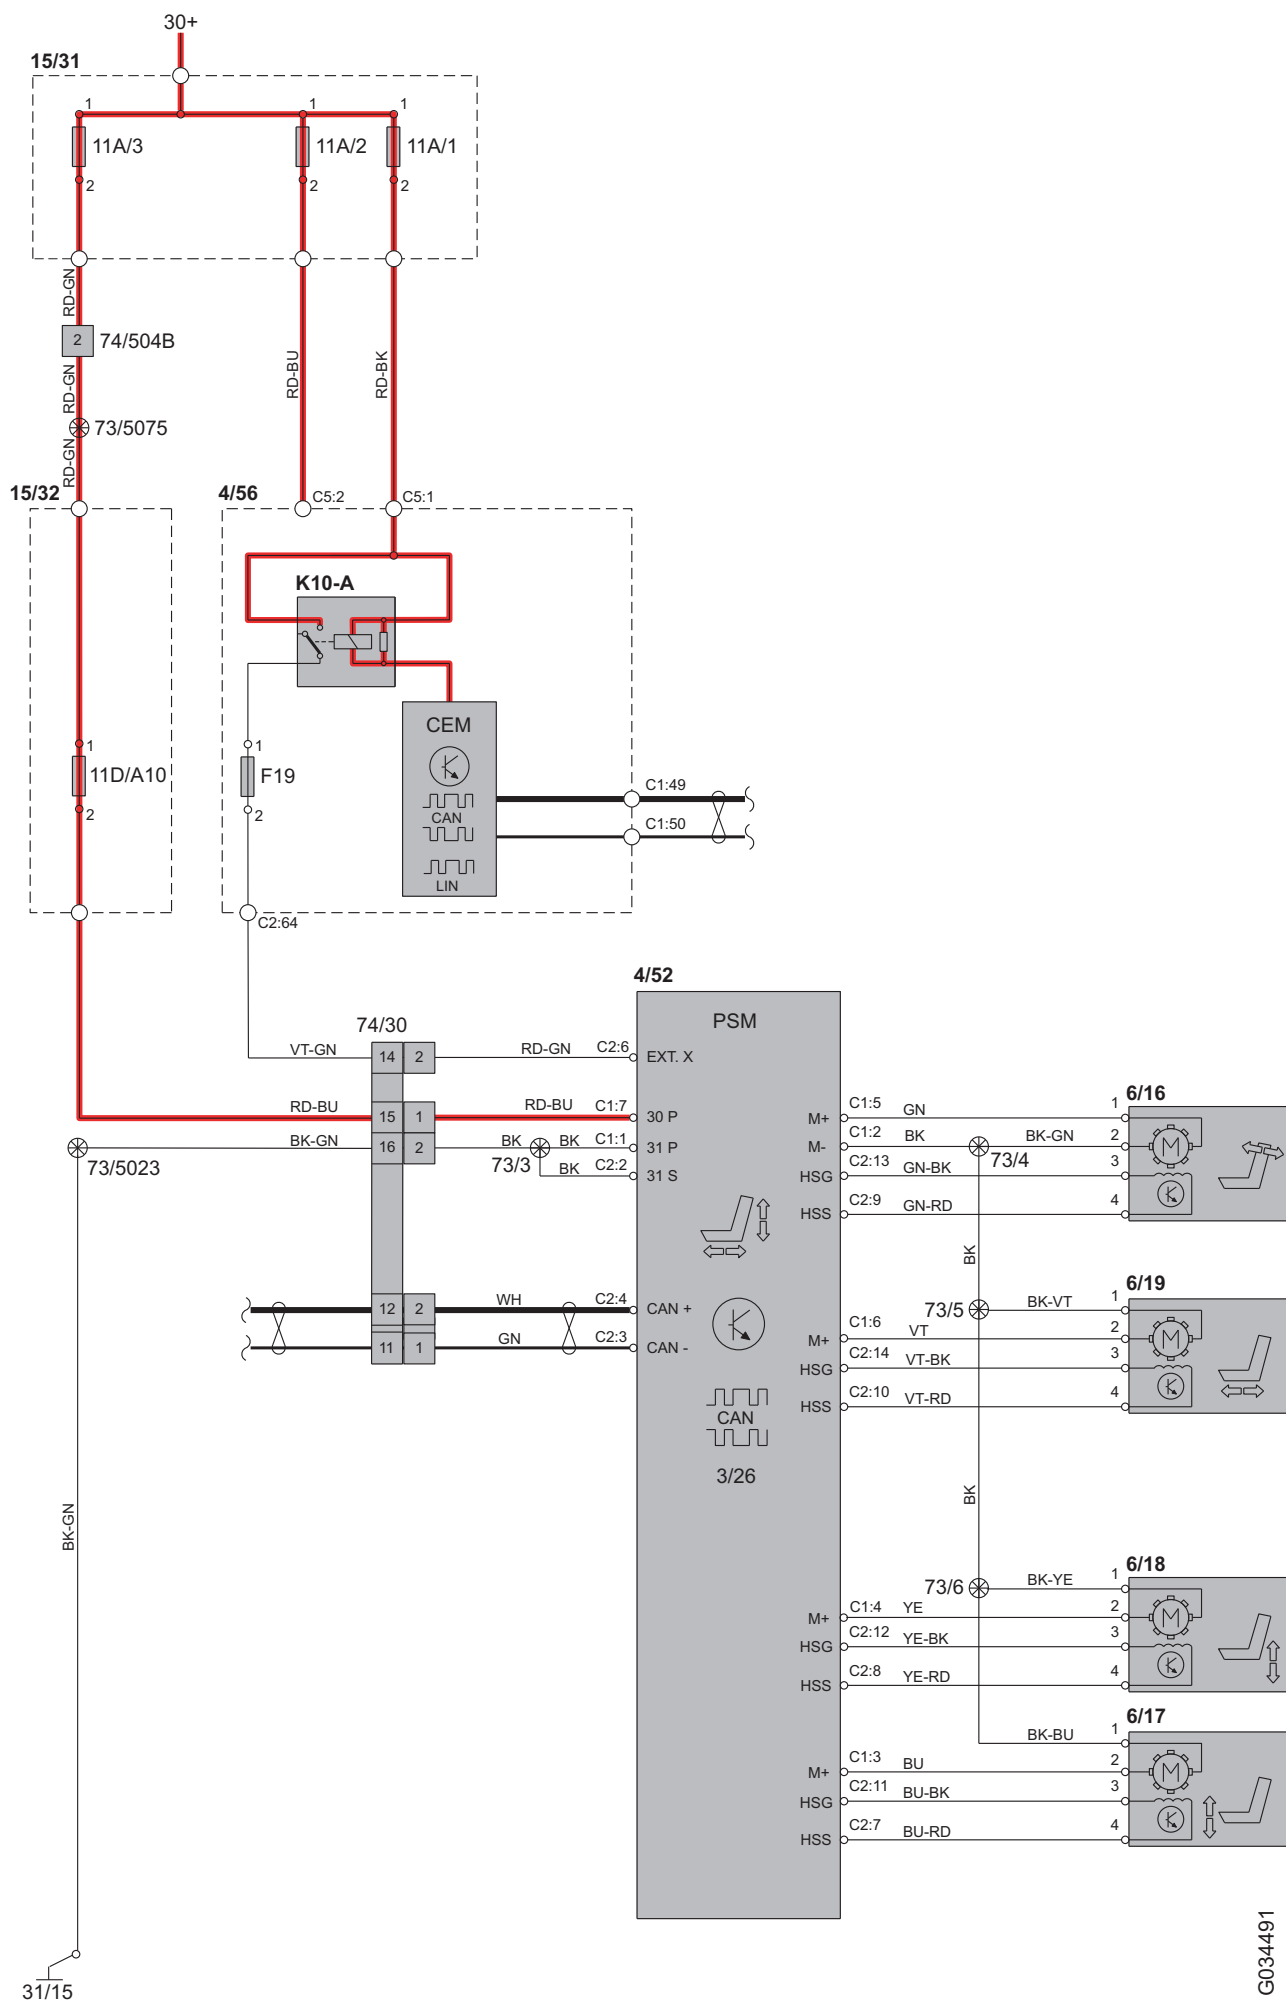 30+
15/31
1
1
1
11A/3
11A/2
11A/1
2
2
2
RD-GN
2
74/504B
RD-GN
RD-BU
RD-BK
73/5075
RD-GN
15/32
4/56
C5:2
C5:1
K10-A
CEM
1
1
11D/A10
F19
2
2
CAN
LIN
C1:49
C1:50
C2:64
4/52
PSM
74/30
VT-GN
14
2
RD-GN
C2:6
EXT. X
RD-BU
15
1
RD-BU
C1:7
30 P
BK-GN
16
2
BK
BK
C1:1
31 P
73/5023
73/3
BK
C2:2
31 S
12
2
WH
C2:4
CAN +
11
1
GN
C2:3
CAN -
CAN
3/26
BK-GN
31/15
6/16
M+
C1:5
GN
1
M-
C1:2
BK
BK-GN
2
M
73/4
HSG
C2:13
GN-BK
3
HSS
C2:9
GN-RD
4
BK
6/19
73/5
BK-VT
1
M+
C1:6
VT
2
M
HSG
C2:14
VT-BK
3
HSS
C2:10
VT-RD
4
BK
6/18
73/6
BK-YE
1
M+
C1:4
YE
2
M
HSG
C2:12
YE-BK
3
HSS
C2:8
YE-RD
4
6/17
BK-BU
1
M+
C1:3
BU
2
M
HSG
C2:11
BU-BK
3
HSS
C2:7
BU-RD
4
G034491